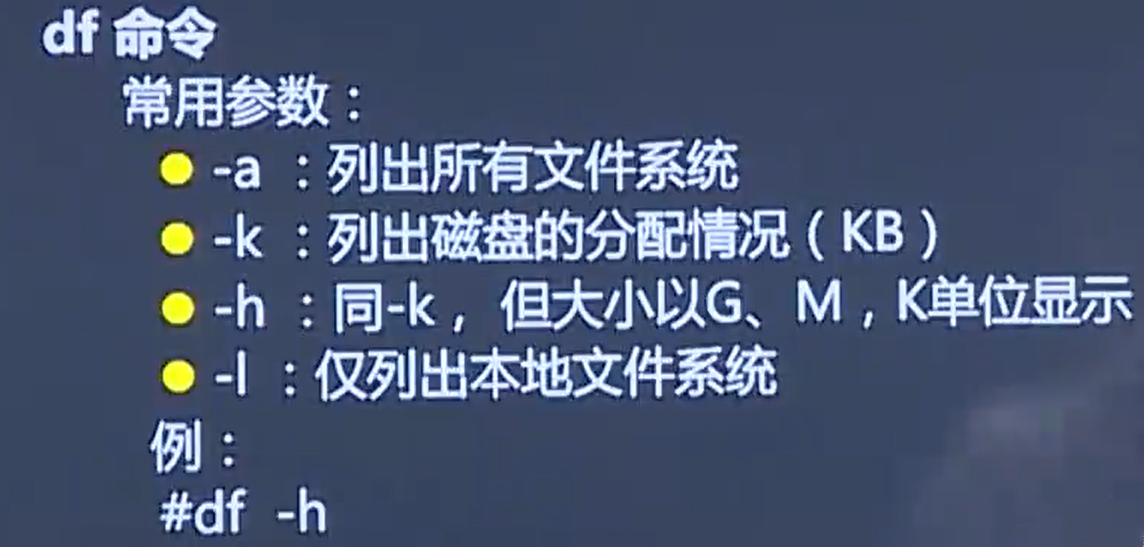 df 命令
常用参数：
-a ：列出所有文件系统
-k ：列出磁盘的分配情况（KB）
-h ：同-k， 但大小以G、M，K单位显示
-l ：仅列出本地文件系统
例：
#df -h